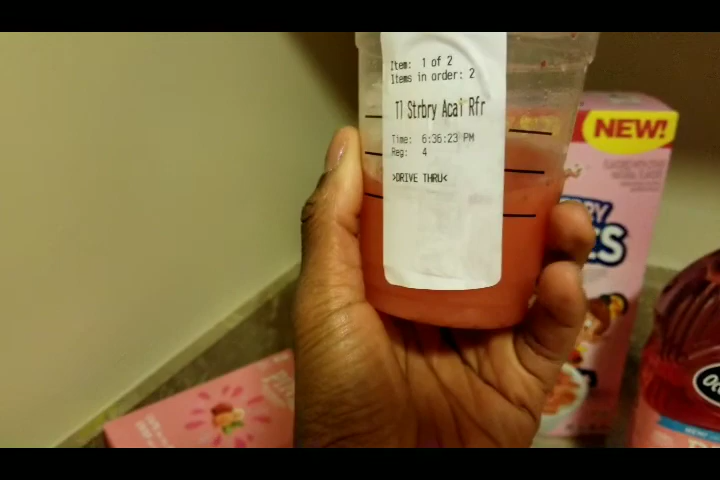 Item: 1 of 2
Items in order: 2
Tl Strbry Acai Rfr
Time: 6:36:23 PM
Reg: 4
>DRIVE THRU<
NEW!